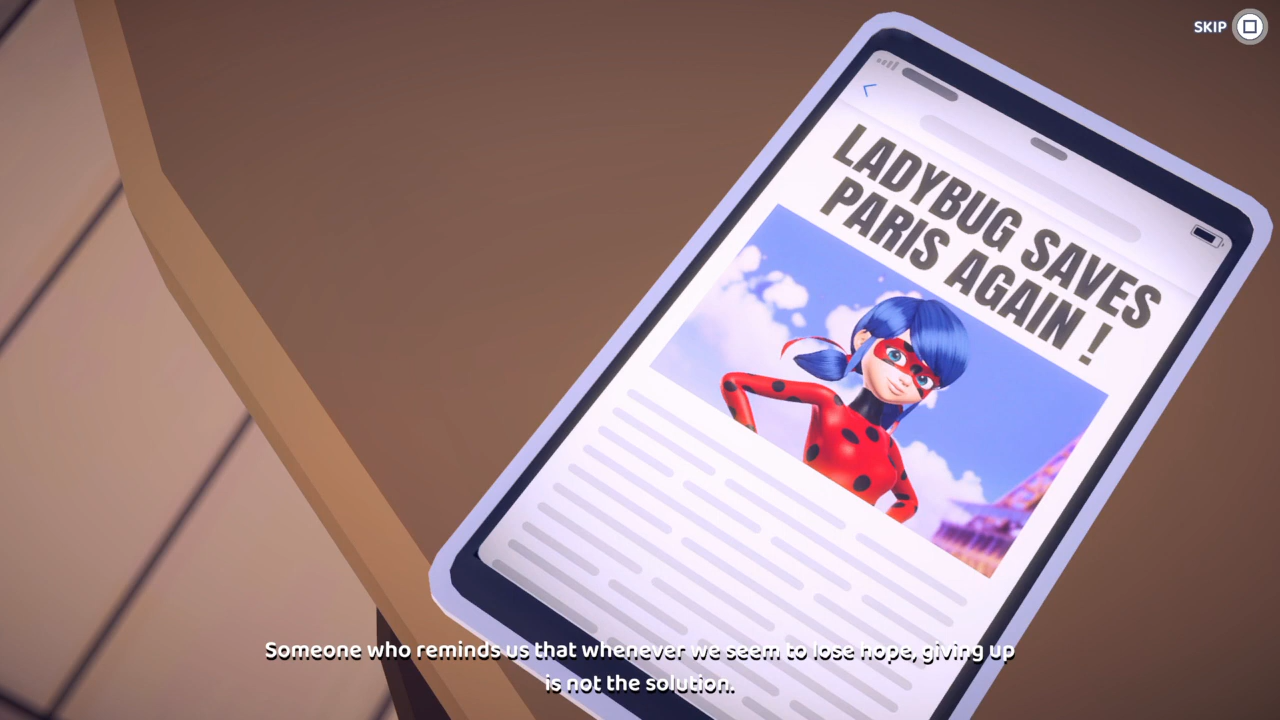 SKIP
LADYBUG SAVES
PARIS AGAIN !
Someone who reminds us that whenever we seem to lose hope, giving up
is not the solution.